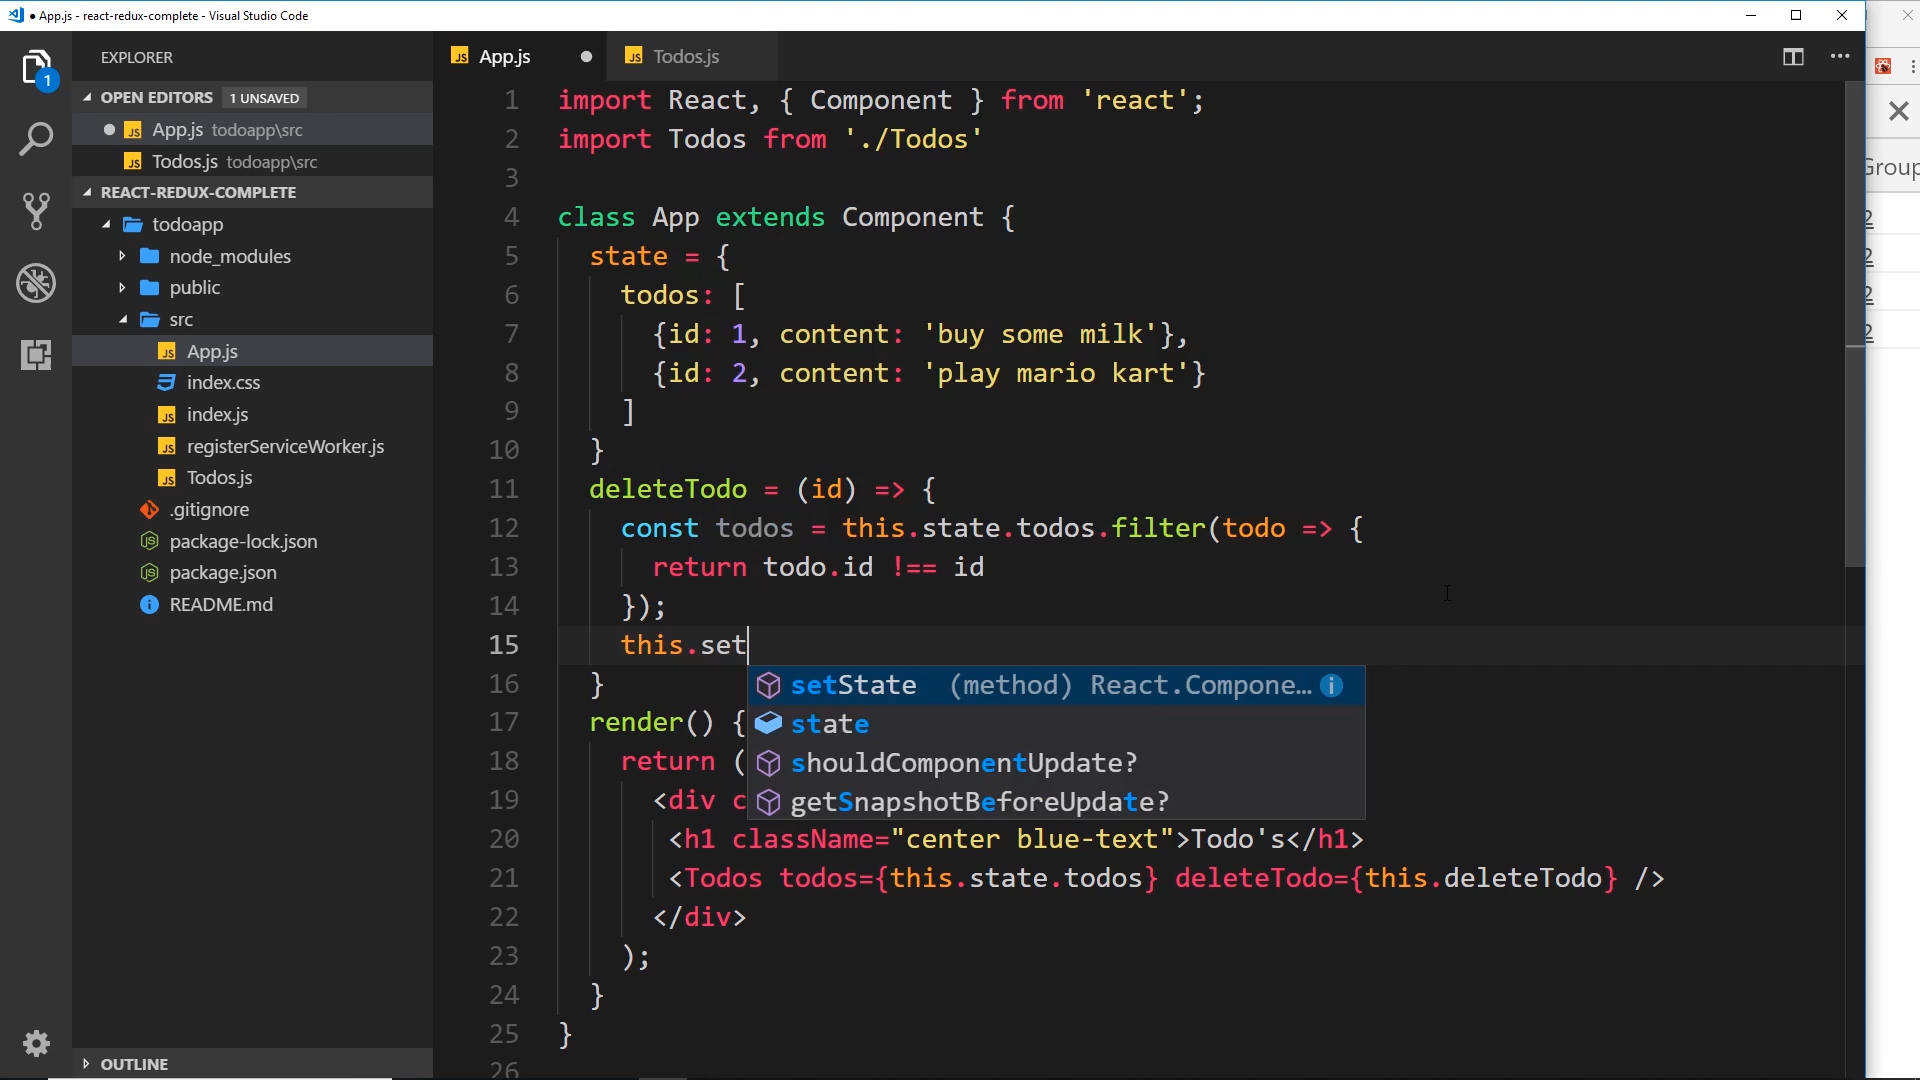 App.js - react-redux-complete - Visual Studio Code
EXPLORER
OPEN EDITORS 1 UNSAVED
App.js todoapp\src
Todos.js todoapp\src
REACT-REDUX-COMPLETE
todoapp
node_modules
public
src
App.js
index.css
index.js
registerServiceWorker.js
Todos.js
.gitignore
package-lock.json
package.json
README.md
OUTLINE
1
App.js
Todos.js
1 import React, { Component } from 'react';
2 import Todos from './Todos'
3
4 class App extends Component {
5 state = {
6 todos: [
7 {id: 1, content: 'buy some milk'},
8 {id: 2, content: 'play mario kart'}
9 ]
10 }
11 deleteTodo = (id) => {
12 const todos = this.state.todos.filter(todo => {
13 return todo.id !== id
14 });
15 this.set
16 }
17 render() {
18 return (
19 <div c
20 <h1 className="center blue-text">Todo's</h1>
21 <Todos todos={this.state.todos} deleteTodo={this.deleteTodo} />
22 </div>
23 );
24 }
25 }
26
setState (method) React.Compone...
state
shouldComponentUpdate?
getSnapshotBeforeUpdate?
Group
2
2
2
2